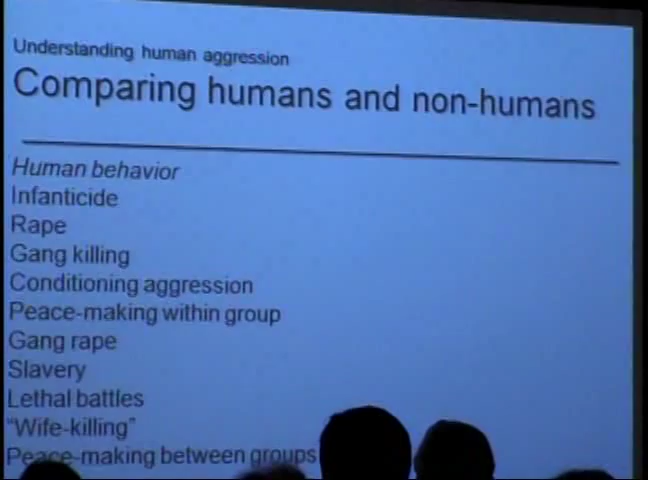 Understanding human aggression
Comparing humans and non-humans
Human behavior
Infanticide
Rape
Gang killing
Conditioning aggression
Peace-making within group
Gang rape
Slavery
Lethal battles
“Wife-killing”
Peace-making between groups